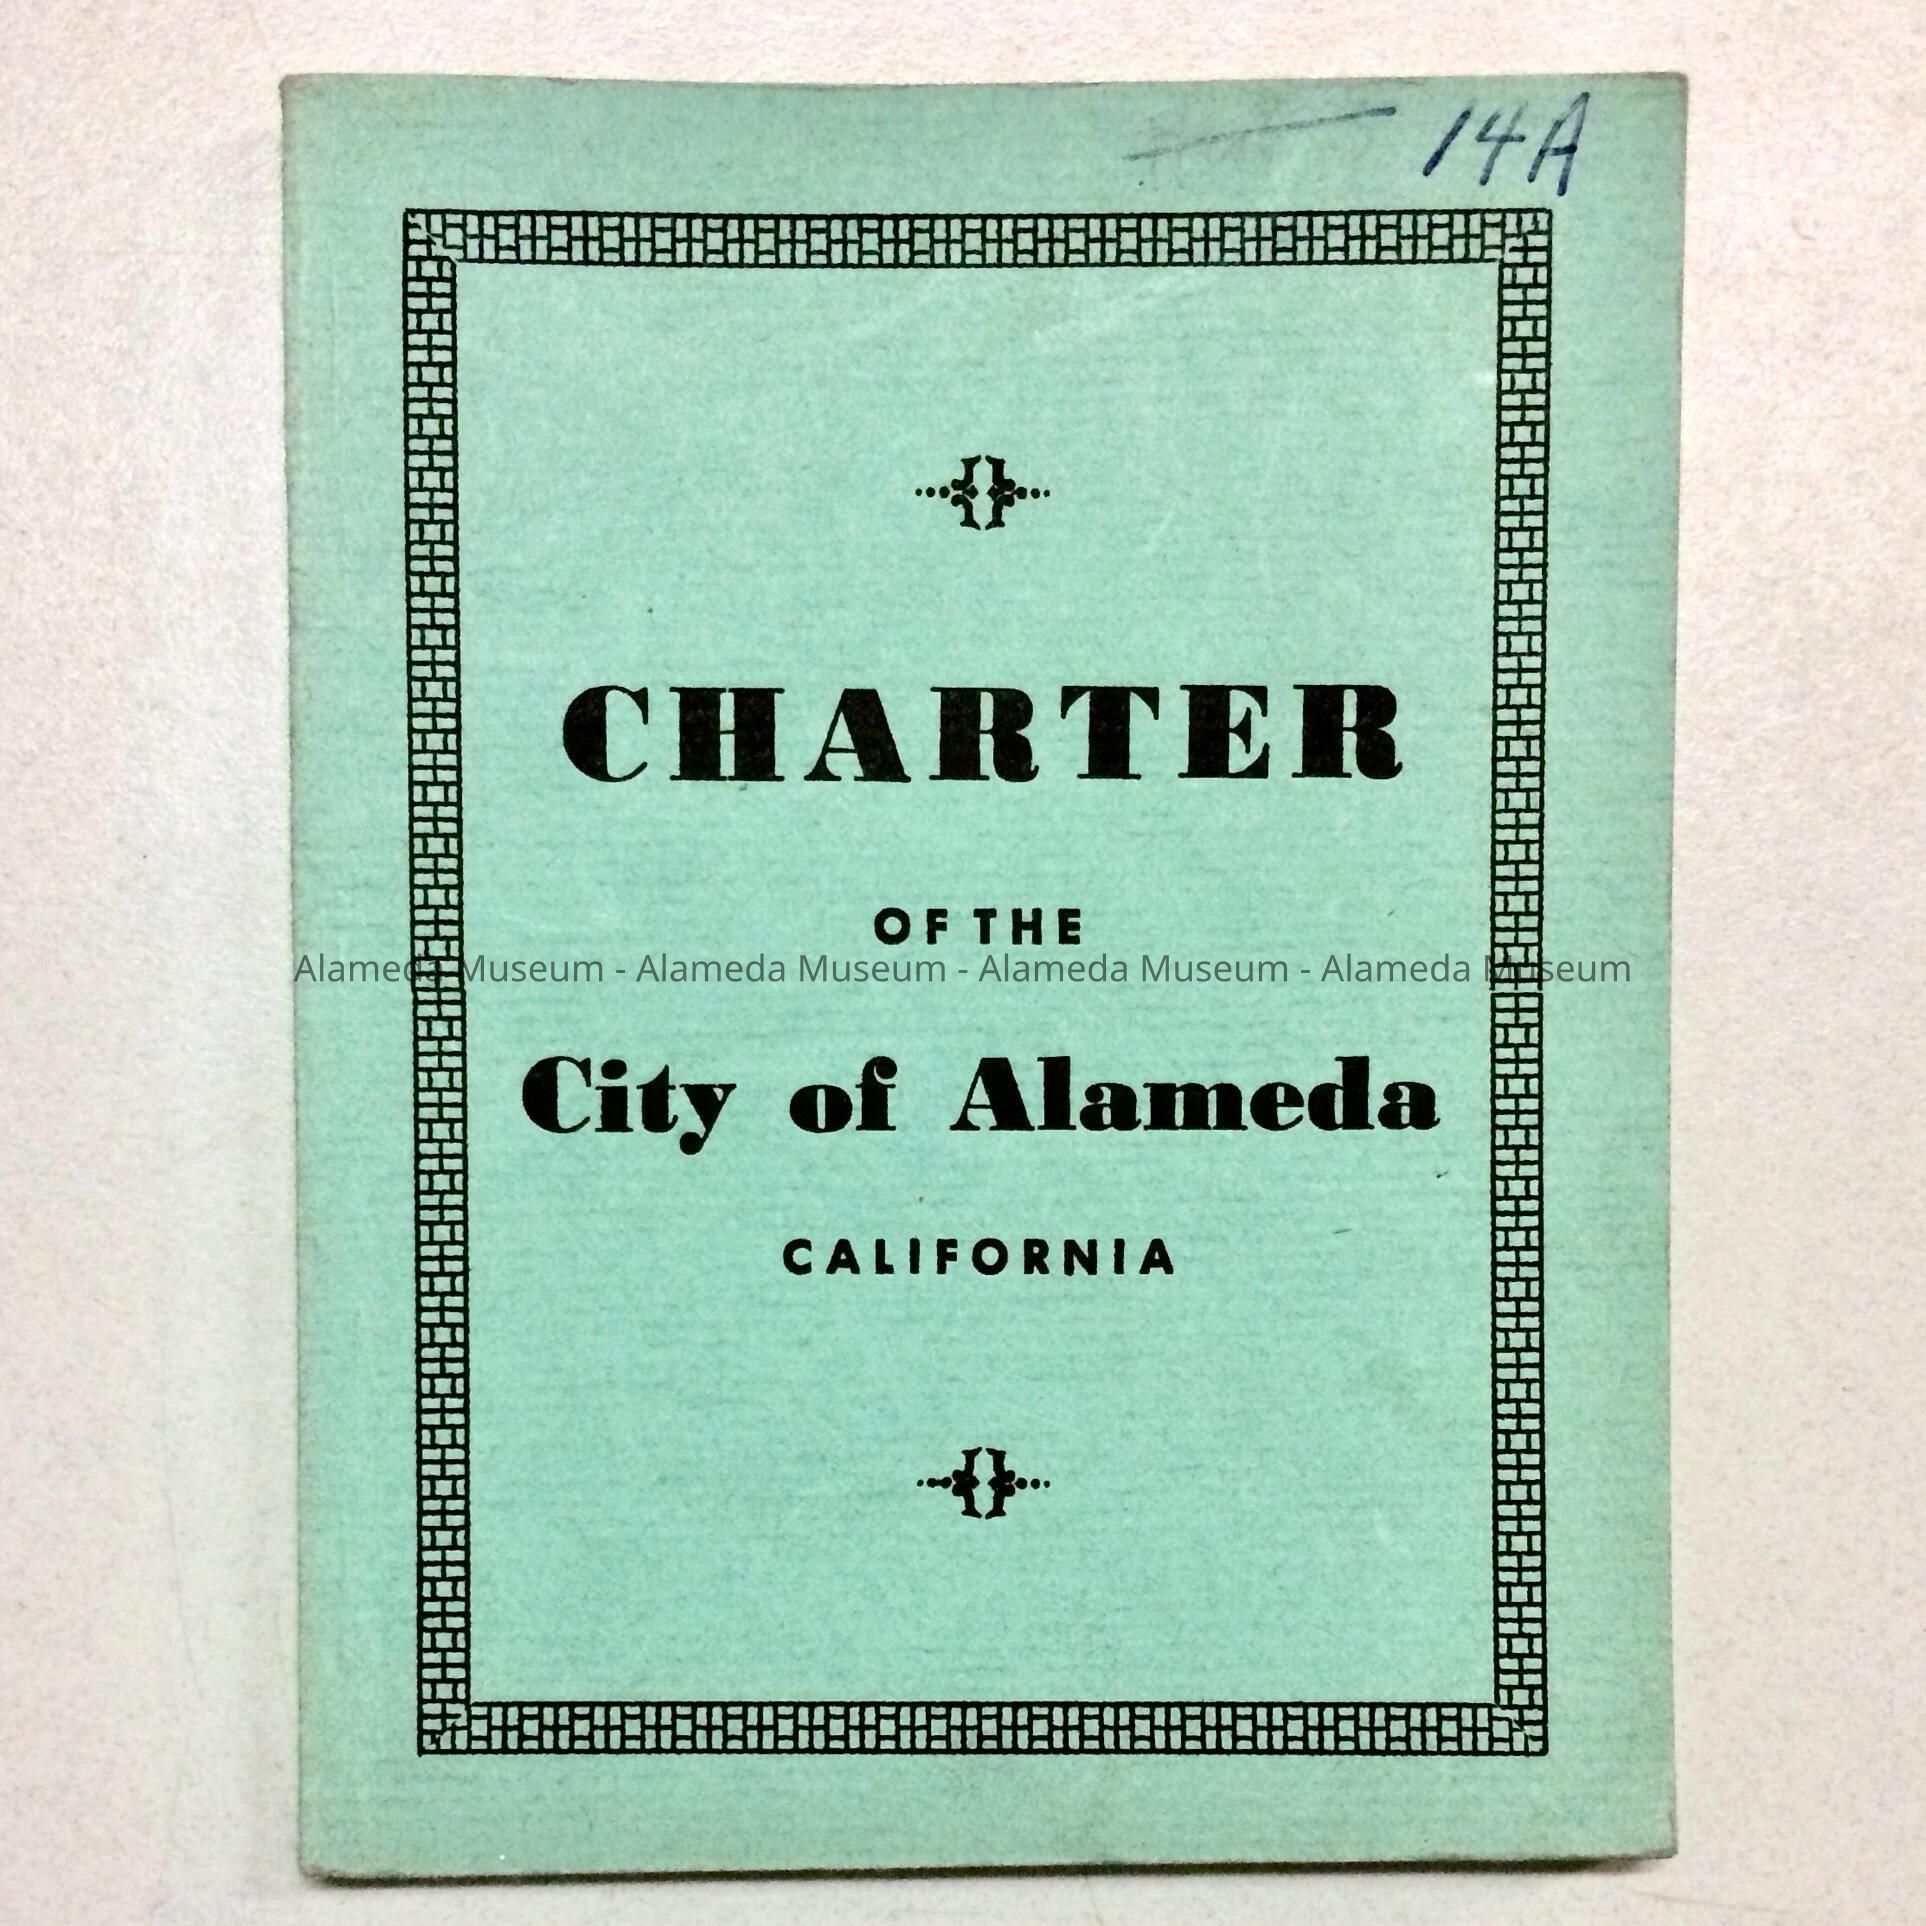 14A
CHARTER
OF THE
Alameda Museum - Alameda Museum - Alameda Museum - Alameda Museum
City of Alameda
CALIFORNIA